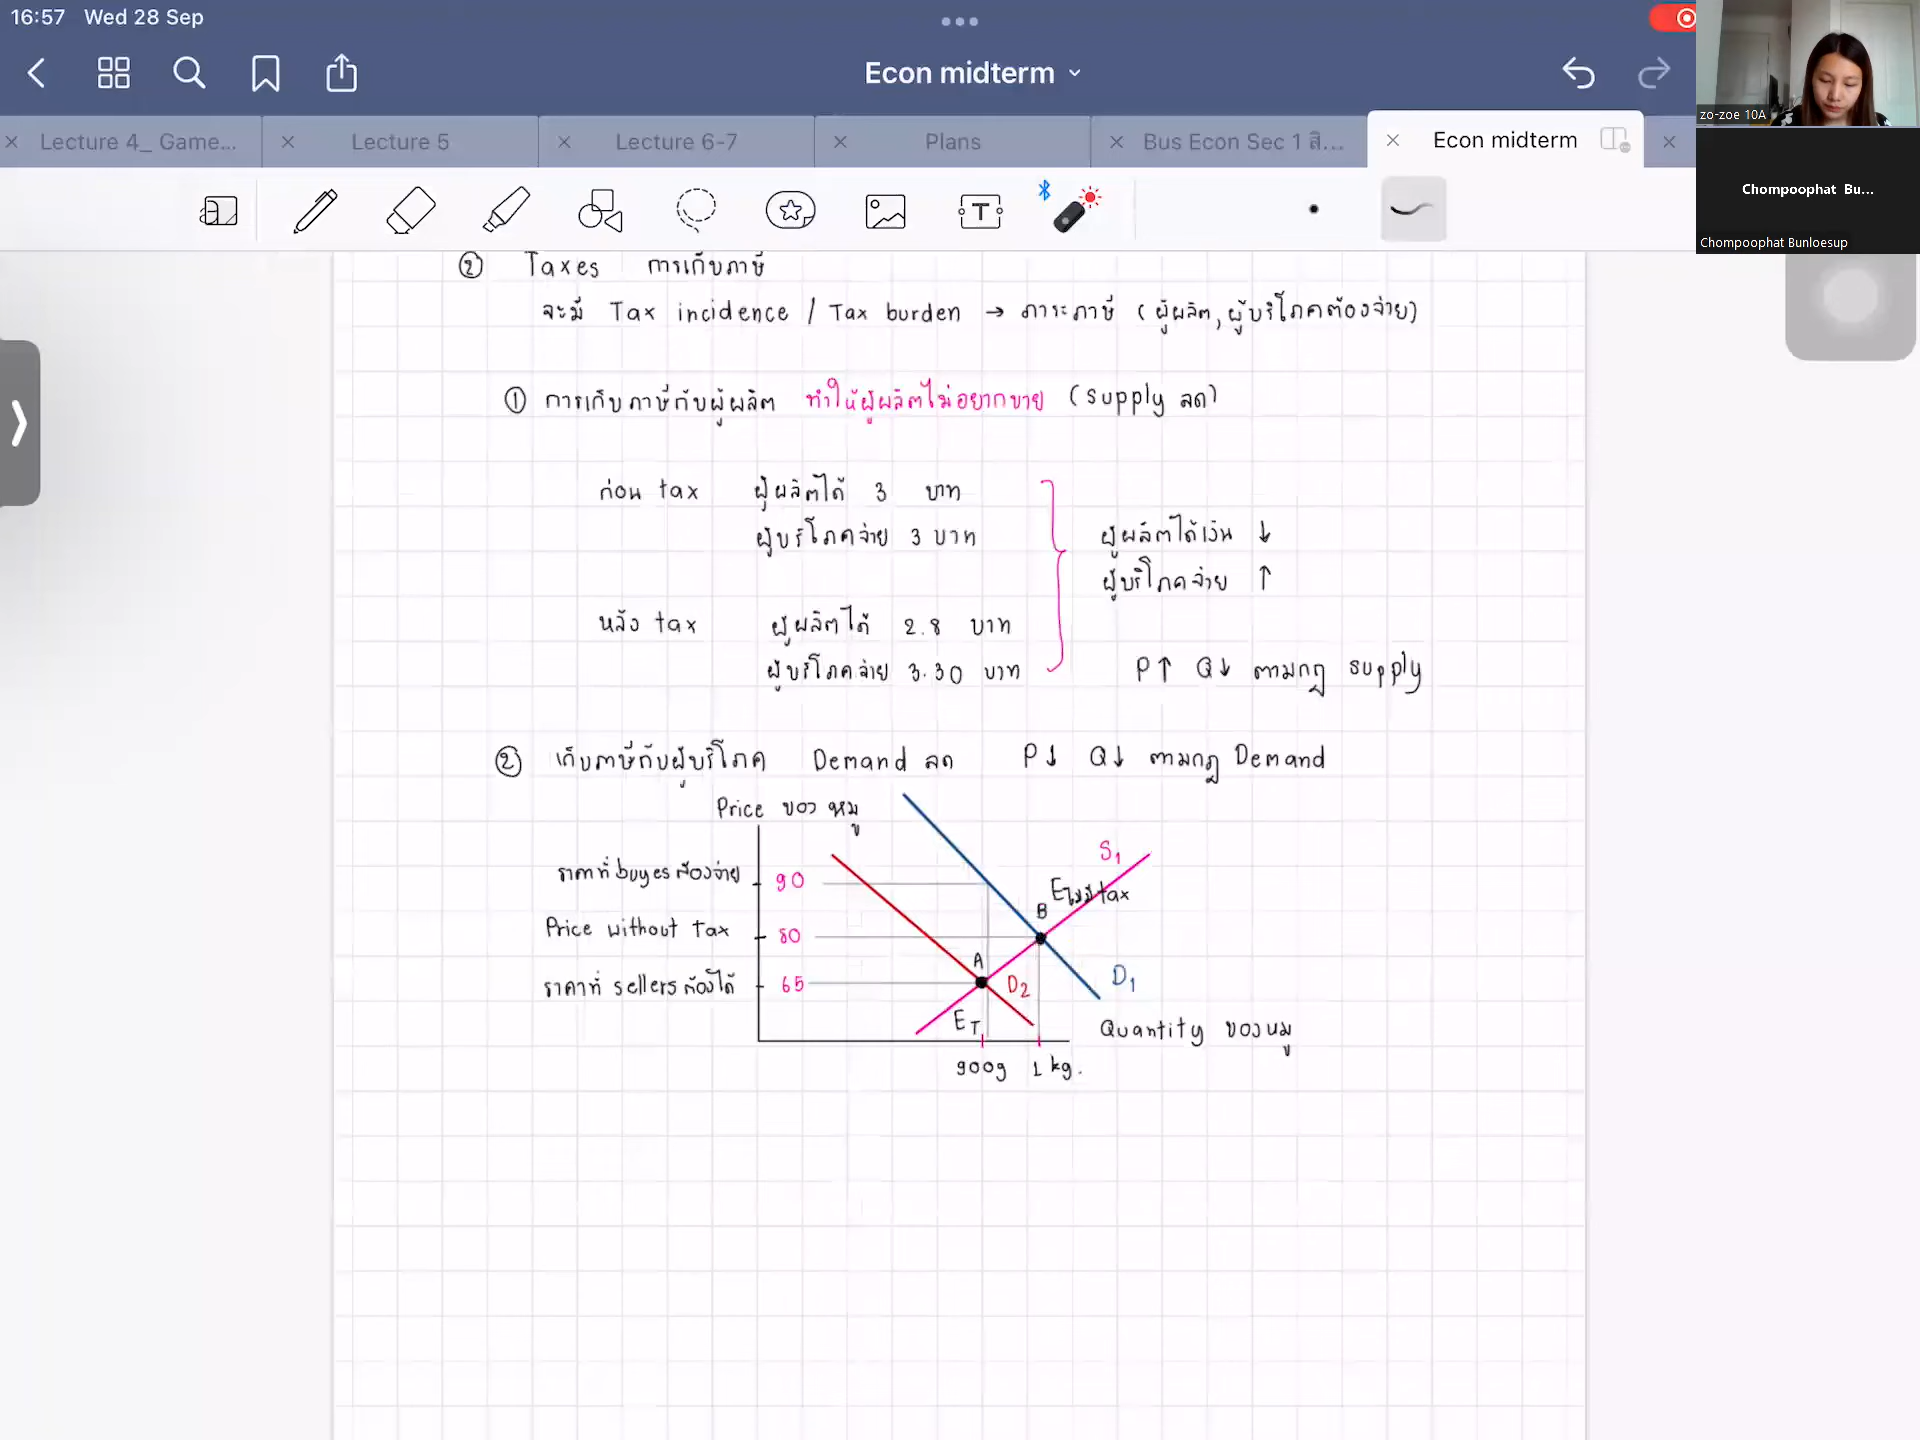 16:57 Wed 28 Sep
Econ midterm
Lecture 4_ Game...
Lecture 5
Lecture 6-7
Plans
Bus Econ Sec 1 สิ...
Econ midterm
zo-zoe 10A
Chompoophat Bu...
Chompoophat Bunloesup
② Taxes การเก็บภาษี
จะมี Tax incidence / Tax burden → ภาระภาษี (ผู้ผลิต, ผู้บริโภคต้องจ่าย)
① การเก็บภาษีกับผู้ผลิต ทำให้ผู้ผลิตไม่อยากขาย (supply ลด)
ก่อน tax ผู้ผลิตได้ 3 บาท
ผู้บริโภคจ่าย 3 บาท
ผู้ผลิตได้เงิน ↓
ผู้บริโภคจ่าย ↑
หลัง tax ผู้ผลิตได้ 2.8 บาท
ผู้บริโภคจ่าย 3.30 บาท
P↑ Q↓ ตามกฎ supply
② เก็บภาษีกับผู้บริโภค Demand ลด P↓ Q↓ ตามกฎ Demand
Price ของ หมู
S1
ราคาที่ buyes ต้องจ่าย 90
E ไม่มี tax
B
Price without Tax 80
A
D1
ราคาที่ sellers ต้องได้ 65
D2
ET
Quantity ของหมู
900g 1 kg.